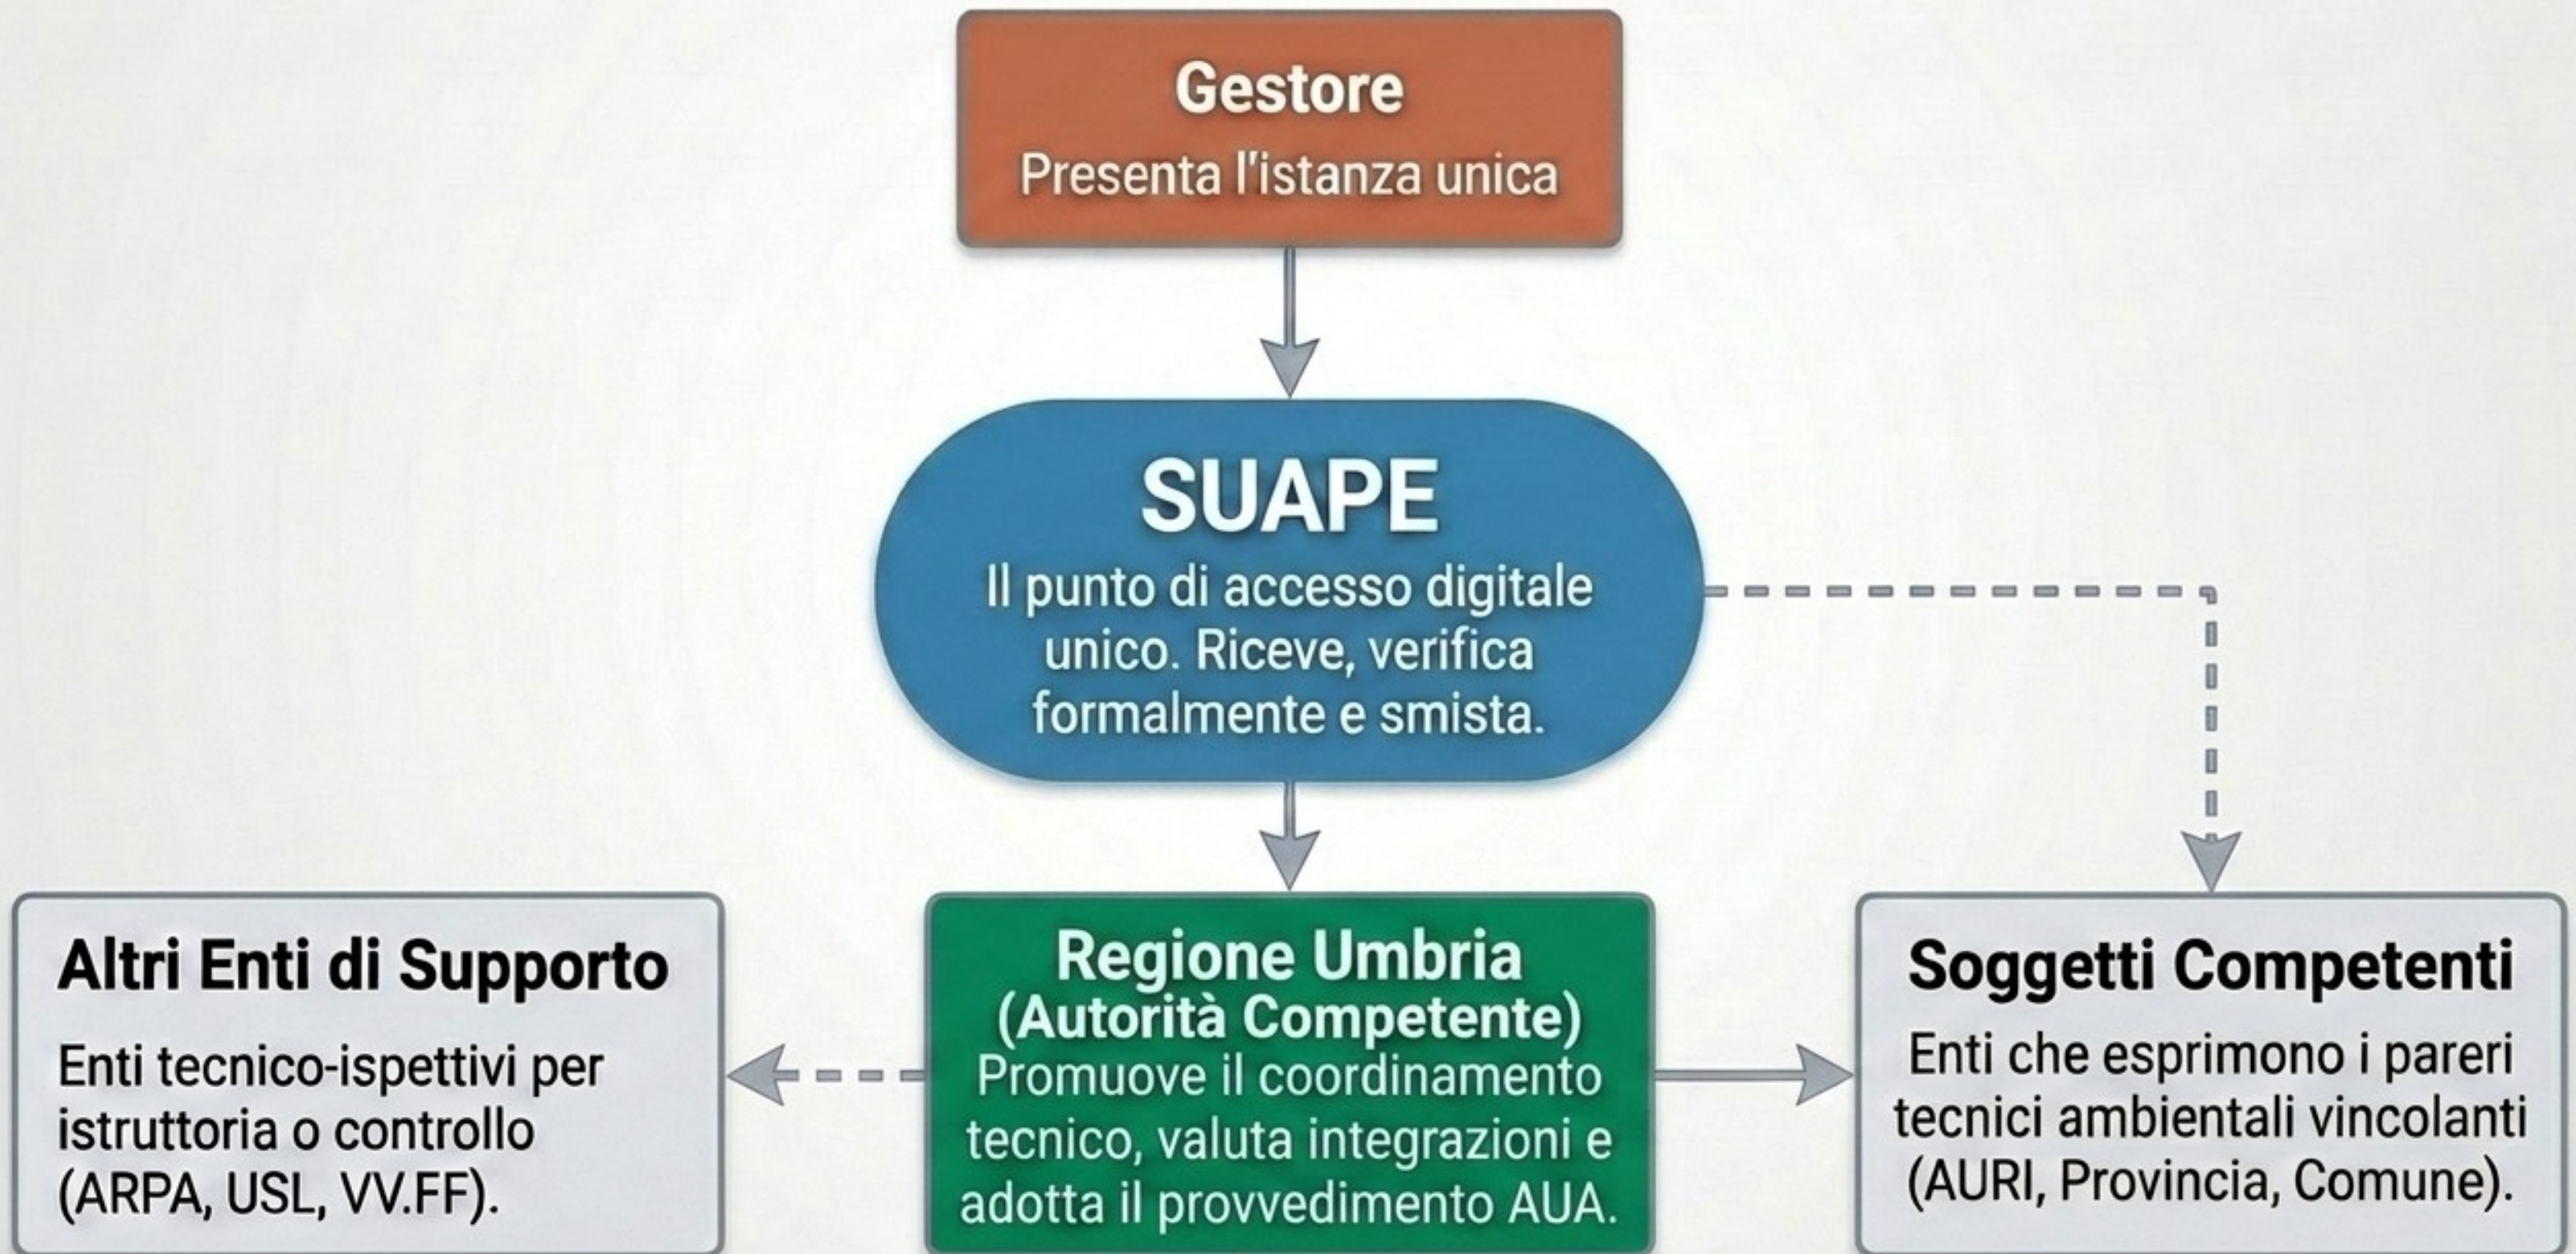 Gestore
Presenta l'istanza unica
SUAPE
Il punto di accesso digitale
unico. Riceve, verifica
formalmente e smista.
Altri Enti di Supporto
Enti tecnico-ispettivi per
istruttoria o controllo
(ARPA, USL, VV.FF).
Regione Umbria
(Autorità Competente)
Promuove il coordinamento
tecnico, valuta integrazioni e
adotta il provvedimento AUA.
Soggetti Competenti
Enti che esprimono i pareri
tecnici ambientali vincolanti
(AURI, Provincia, Comune).